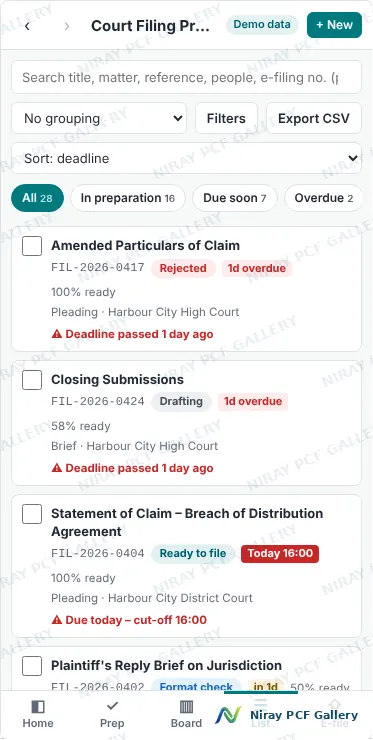 Court Filing Pr...
Demo data
+ New
Search title, matter, reference, people, e-filing no. (
No grouping
Filters
Export CSV
Sort: deadline
All 28
In preparation 16
Due soon 7
Overdue 2
Amended Particulars of Claim
FIL-2026-0417 Rejected 1d overdue
100% ready
Pleading · Harbour City High Court
⚠ Deadline passed 1 day ago
Closing Submissions
FIL-2026-0424 Drafting 1d overdue
58% ready
Brief · Harbour City High Court
⚠ Deadline passed 1 day ago
Statement of Claim – Breach of Distribution
Agreement
FIL-2026-0404 Ready to file Today 16:00
100% ready
Pleading · Harbour City District Court
⚠ Due today – cut-off 16:00
Plaintiff's Reply Brief on Jurisdiction
FIL-2026-0402 Format check in 1d 50% ready
Home
Prep
Board
List
E-file
Niray PCF Gallery
NIRAY PCF GALLERY